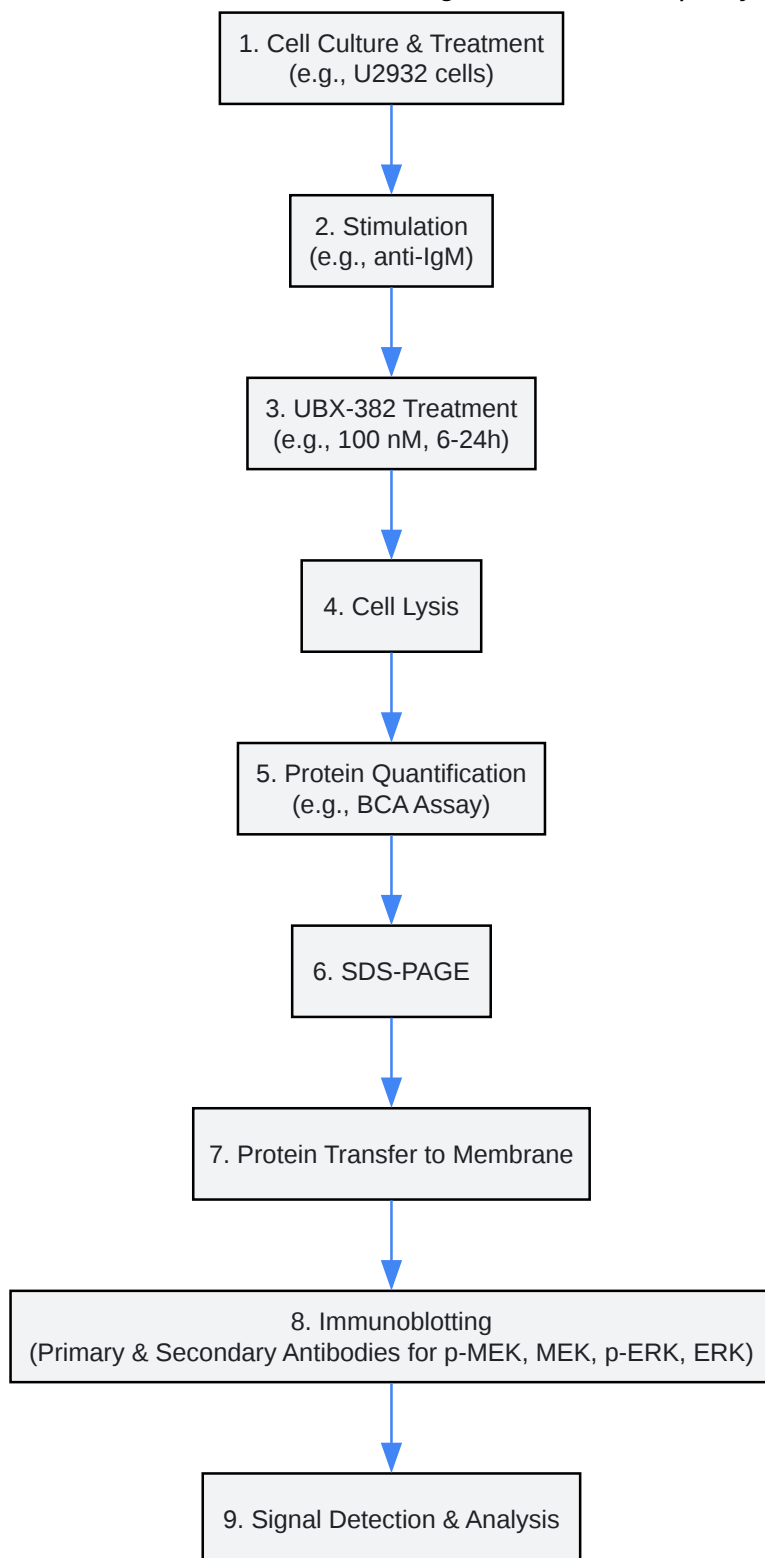 1. Cell Culture & Treatment
(e.g., U2932 cells)
2. Stimulation
(e.g., anti-IgM)
3. UBX-382 Treatment
(e.g., 100 nM, 6-24h)
4. Cell Lysis
5. Protein Quantification
(e.g., BCA Assay)
6. SDS-PAGE
7. Protein Transfer to Membrane
8. Immunoblotting
(Primary & Secondary Antibodies for p-MEK, MEK, p-ERK, ERK)
9. Signal Detection & Analysis